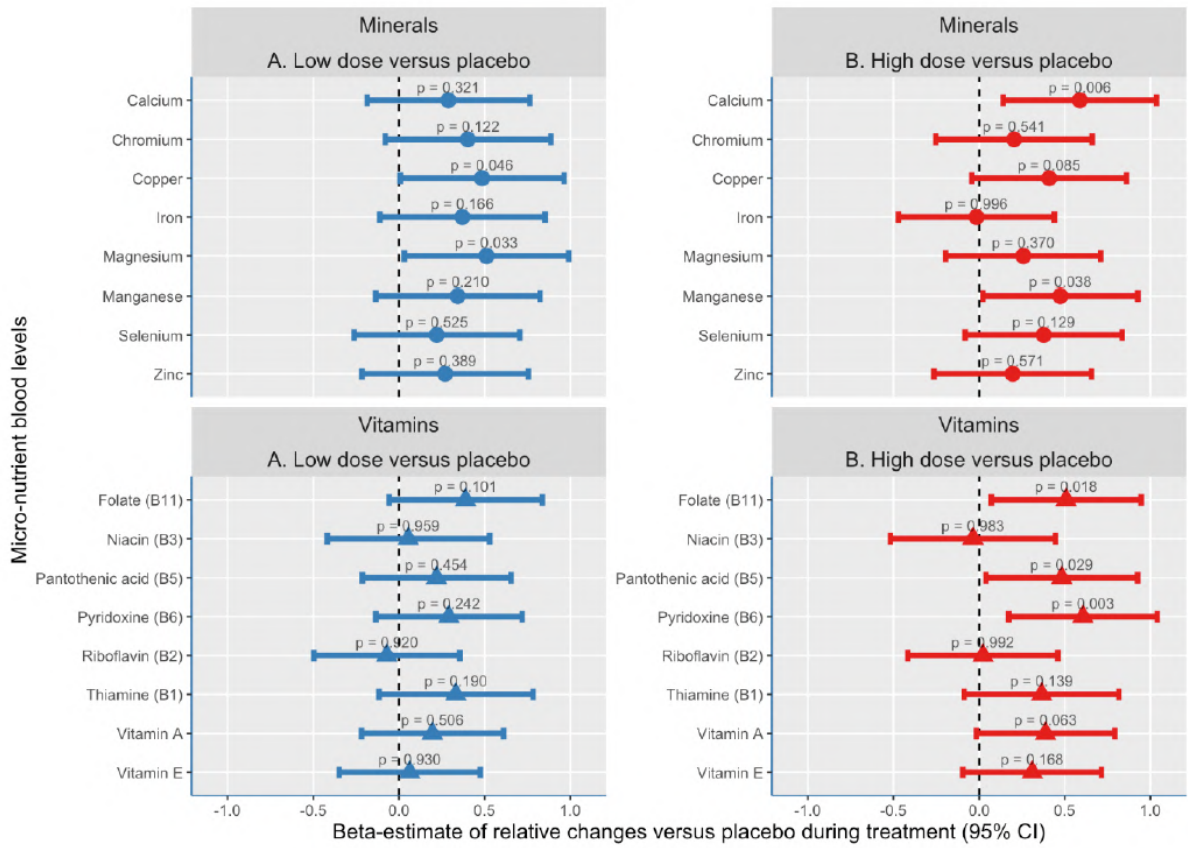 Minerals
A. Low dose versus placebo
Calcium
p = 0.321
Chromium
p = 0.122
Copper
p = 0.046
Iron
p = 0.166
Magnesium
p = 0.033
Manganese
p = 0.210
Selenium
p = 0.525
Zinc
p = 0.389
Minerals
B. High dose versus placebo
Calcium
p = 0.006
Chromium
p = 0.541
Copper
p = 0.085
Iron
p = 0.996
Magnesium
p = 0.370
Manganese
p = 0.038
Selenium
p = 0.129
Zinc
p = 0.571
Micro-nutrient blood levels
Vitamins
A. Low dose versus placebo
Folate (B11)
p = 0.101
Niacin (B3)
p = 0.959
Pantothenic acid (B5)
p = 0.454
Pyridoxine (B6)
p = 0.242
Riboflavin (B2)
p = 0.920
Thiamine (B1)
p = 0.190
Vitamin A
p = 0.506
Vitamin E
p = 0.930
-1.0 -0.5 0.0 0.5 1.0
Vitamins
B. High dose versus placebo
Folate (B11)
p = 0.018
Niacin (B3)
p = 0.983
Pantothenic acid (B5)
p = 0.029
Pyridoxine (B6)
p = 0.003
Riboflavin (B2)
p = 0.992
Thiamine (B1)
p = 0.139
Vitamin A
p = 0.063
Vitamin E
p = 0.168
-1.0 -0.5 0.0 0.5 1.0
Beta-estimate of relative changes versus placebo during treatment (95% CI)